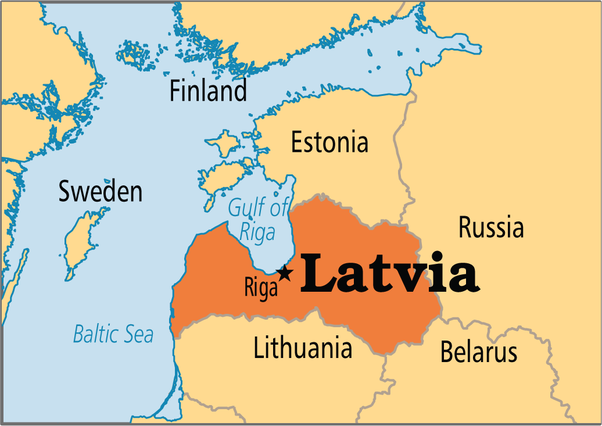 Finland
Estonia
Sweden
Gulf of
Riga
Russia
Riga
Latvia
Baltic Sea
Lithuania
Belarus